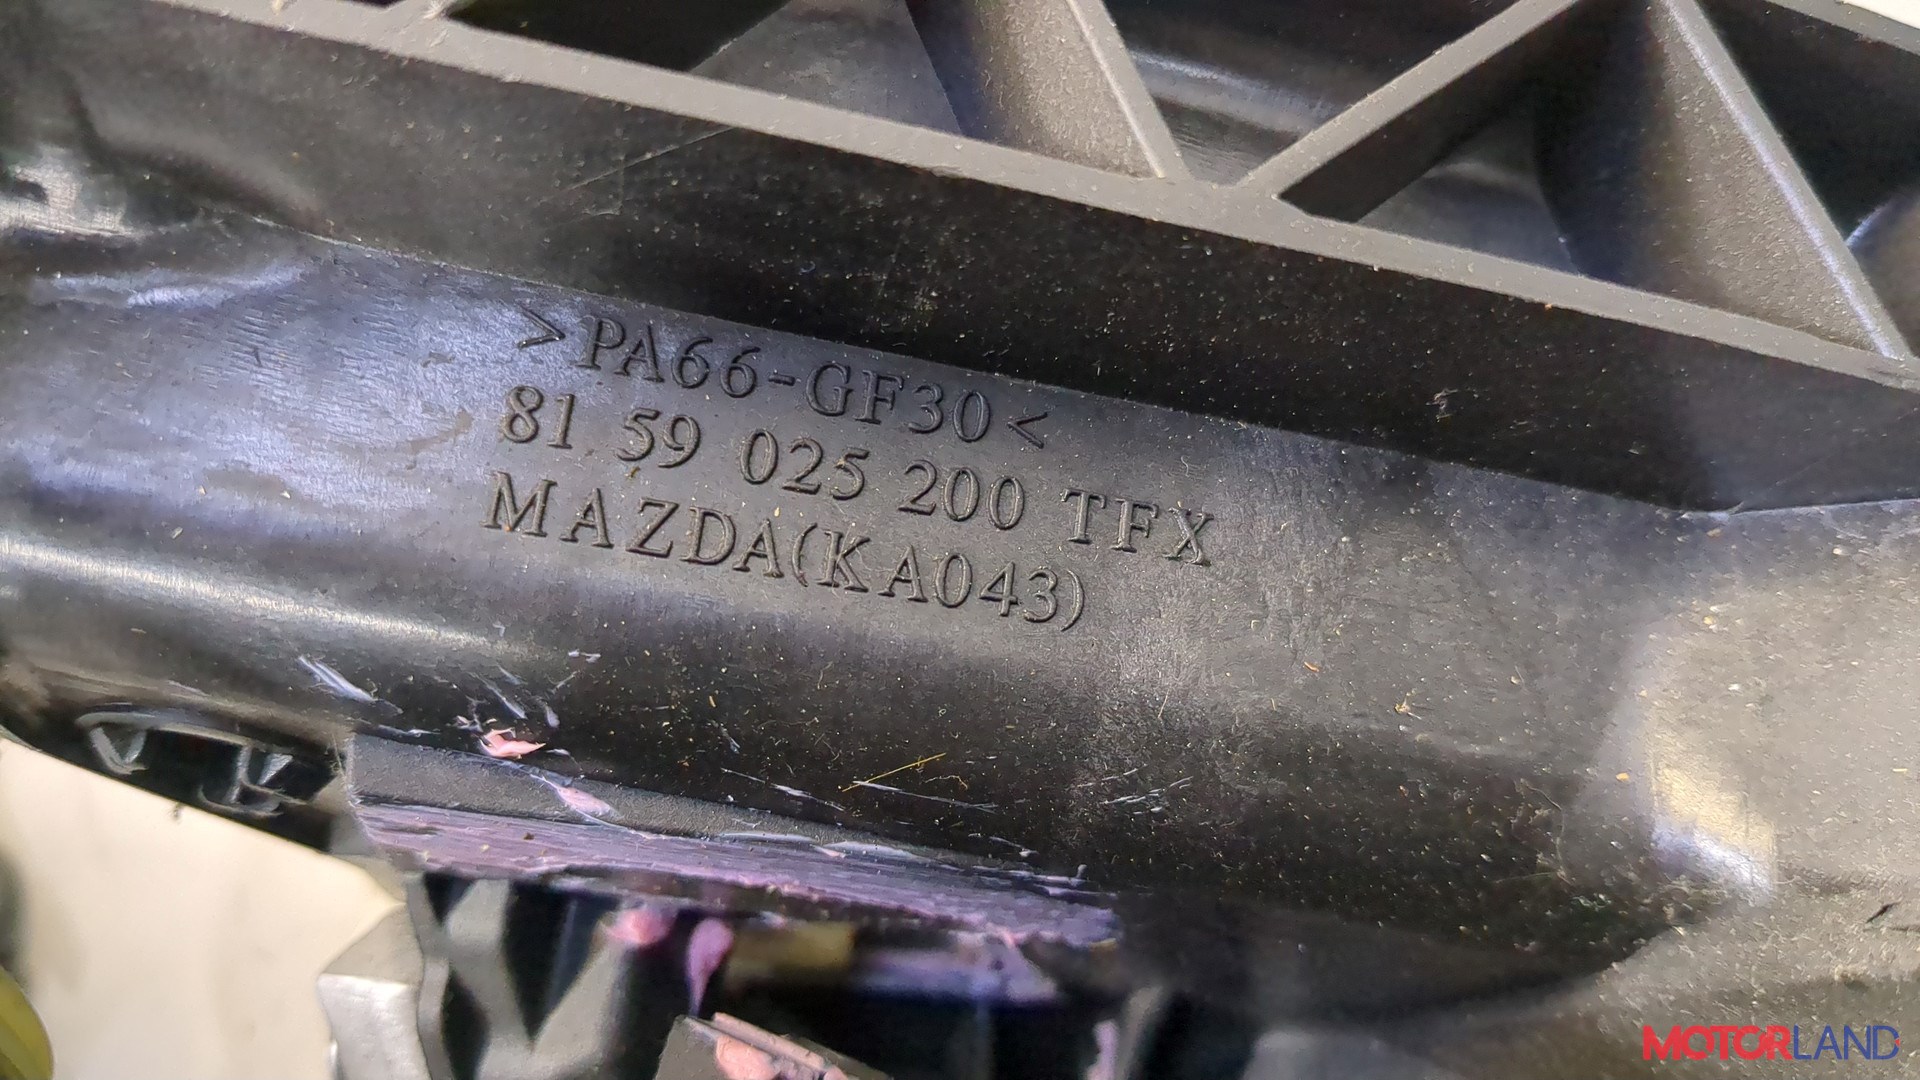 >PA66-GF30<
81 59 025 200 TFX
MAZDA(KA043)
MOTORLAND